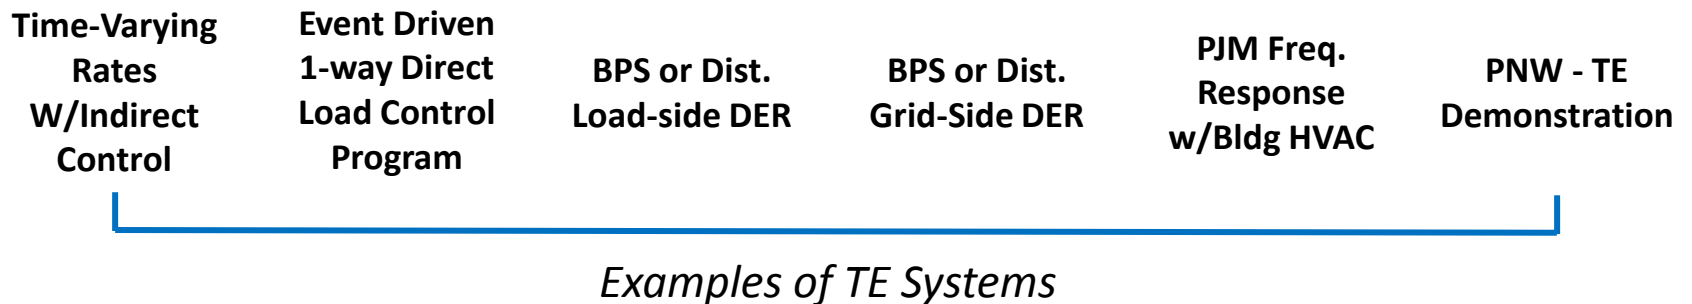 Time-Varying
Rates
W/Indirect
Control
Event Driven
1-way Direct
Load Control
Program
BPS or Dist.
Load-side DER
BPS or Dist.
Grid-Side DER
PJM Freq.
Response
w/Bldg HVAC
PNW - TE
Demonstration
Examples of TE Systems